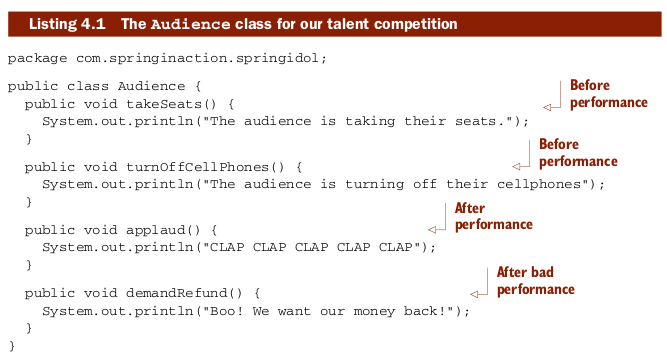 Listing 4.1 The Audience class for our talent competition
package com.springinaction.springidol;
public class Audience {
public void takeSeats() {
Before
performance
System.out.println("The audience is taking their seats.");
}
public void turnOffCellPhones() {
Before
performance
System.out.println("The audience is turning off their cellphones");
}
public void applaud() {
After
performance
System.out.println("CLAP CLAP CLAP CLAP CLAP");
}
public void demandRefund() {
After bad
performance
System.out.println("Boo! We want our money back!");
}
}